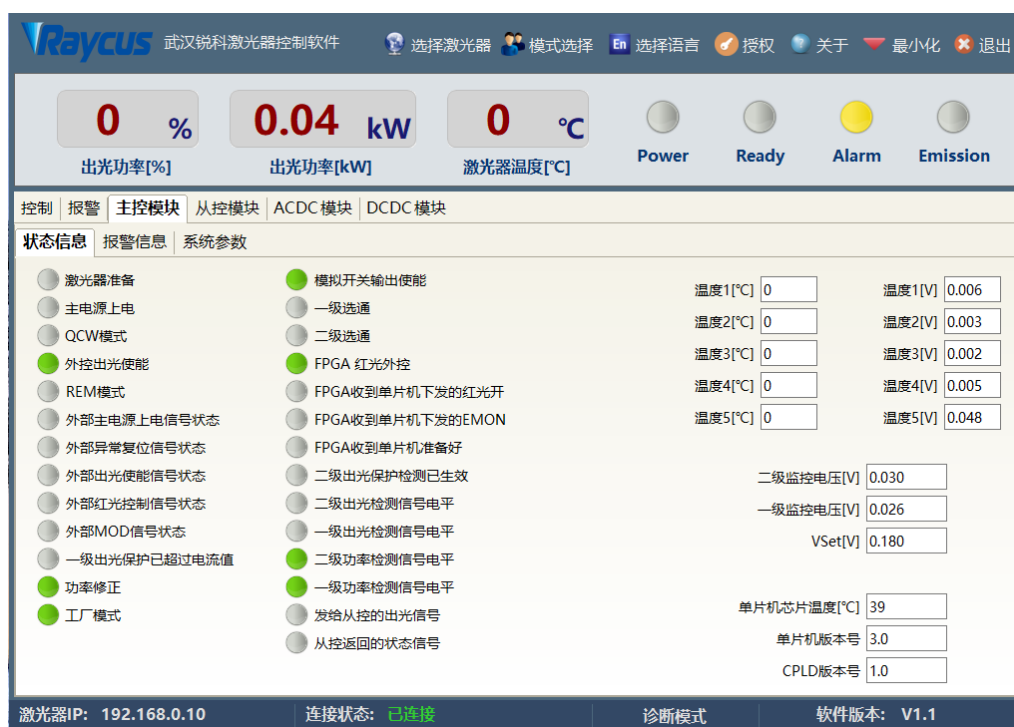 Raycus 武汉锐科激光器控制软件 选择激光器 模式选择 En 选择语言 授权 关于 最小化 退出
0 % 0.04 kW 0 ℃
出光功率[%] 出光功率[kW] 激光器温度[℃] Power Ready Alarm Emission
控制 报警 主控模块 从控模块 ACDC模块 DCDC模块
状态信息 报警信息 系统参数
激光器准备 模拟开关输出使能 温度1[℃] 0 温度1[V] 0.006
主电源上电 一级选通
QCW模式 二级选通 温度2[℃] 0 温度2[V] 0.003
外控出光使能 FPGA 红光外控 温度3[℃] 0 温度3[V] 0.002
REM模式 FPGA收到单片机下发的红光开 温度4[℃] 0 温度4[V] 0.005
外部主电源上电信号状态 FPGA收到单片机下发的EMON 温度5[℃] 0 温度5[V] 0.048
外部异常复位信号状态 FPGA收到单片机准备好
外部出光使能信号状态 二级出光保护检测已生效 二级监控电压[V] 0.030
外部红光控制信号状态 二级出光检测信号电平 一级监控电压[V] 0.026
外部MOD信号状态 一级出光检测信号电平 VSet[V] 0.180
一级出光保护已超过电流值 二级功率检测信号电平
功率修正 一级功率检测信号电平
工厂模式 发给从控的出光信号 单片机芯片温度[℃] 39
从控返回的状态信号 单片机版本号 3.0
CPLD版本号 1.0
激光器IP: 192.168.0.10 连接状态: 已连接 诊断模式 软件版本: V1.1